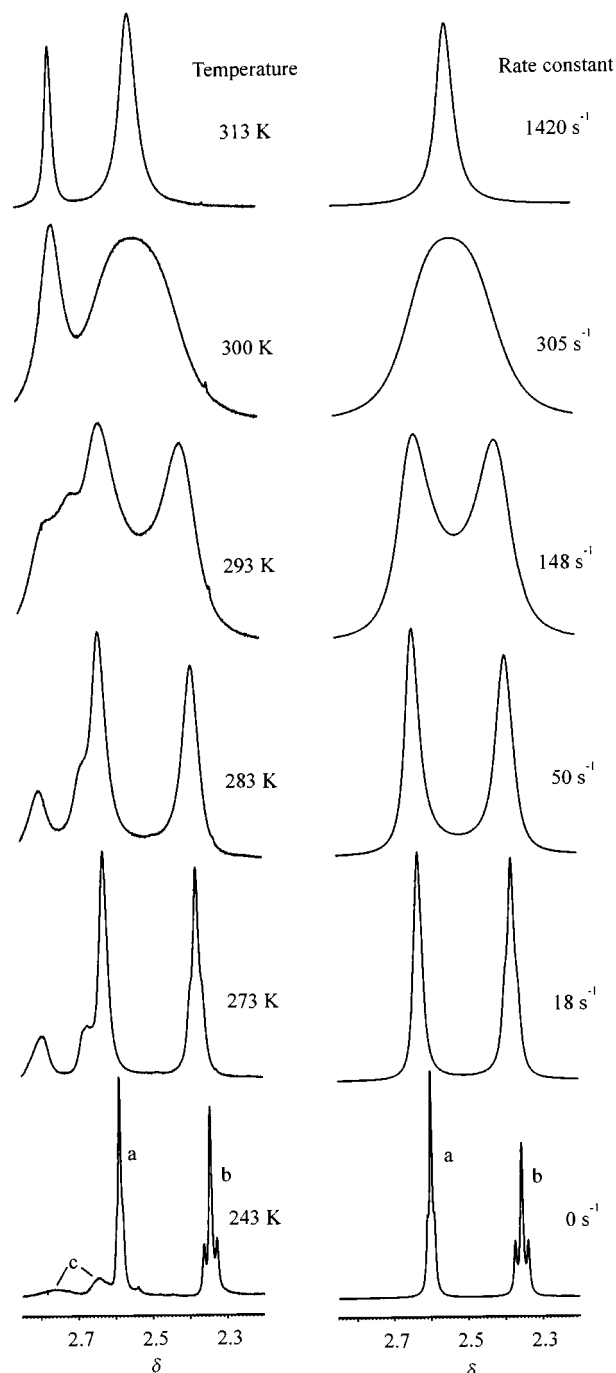 Temperature
Rate constant
313 K
1420 s⁻¹
300 K
305 s⁻¹
293 K
148 s⁻¹
283 K
50 s⁻¹
273 K
18 s⁻¹
a
b
c
243 K
a
b
0 s⁻¹
2.7 2.5 2.3
2.7 2.5 2.3
δ
δ